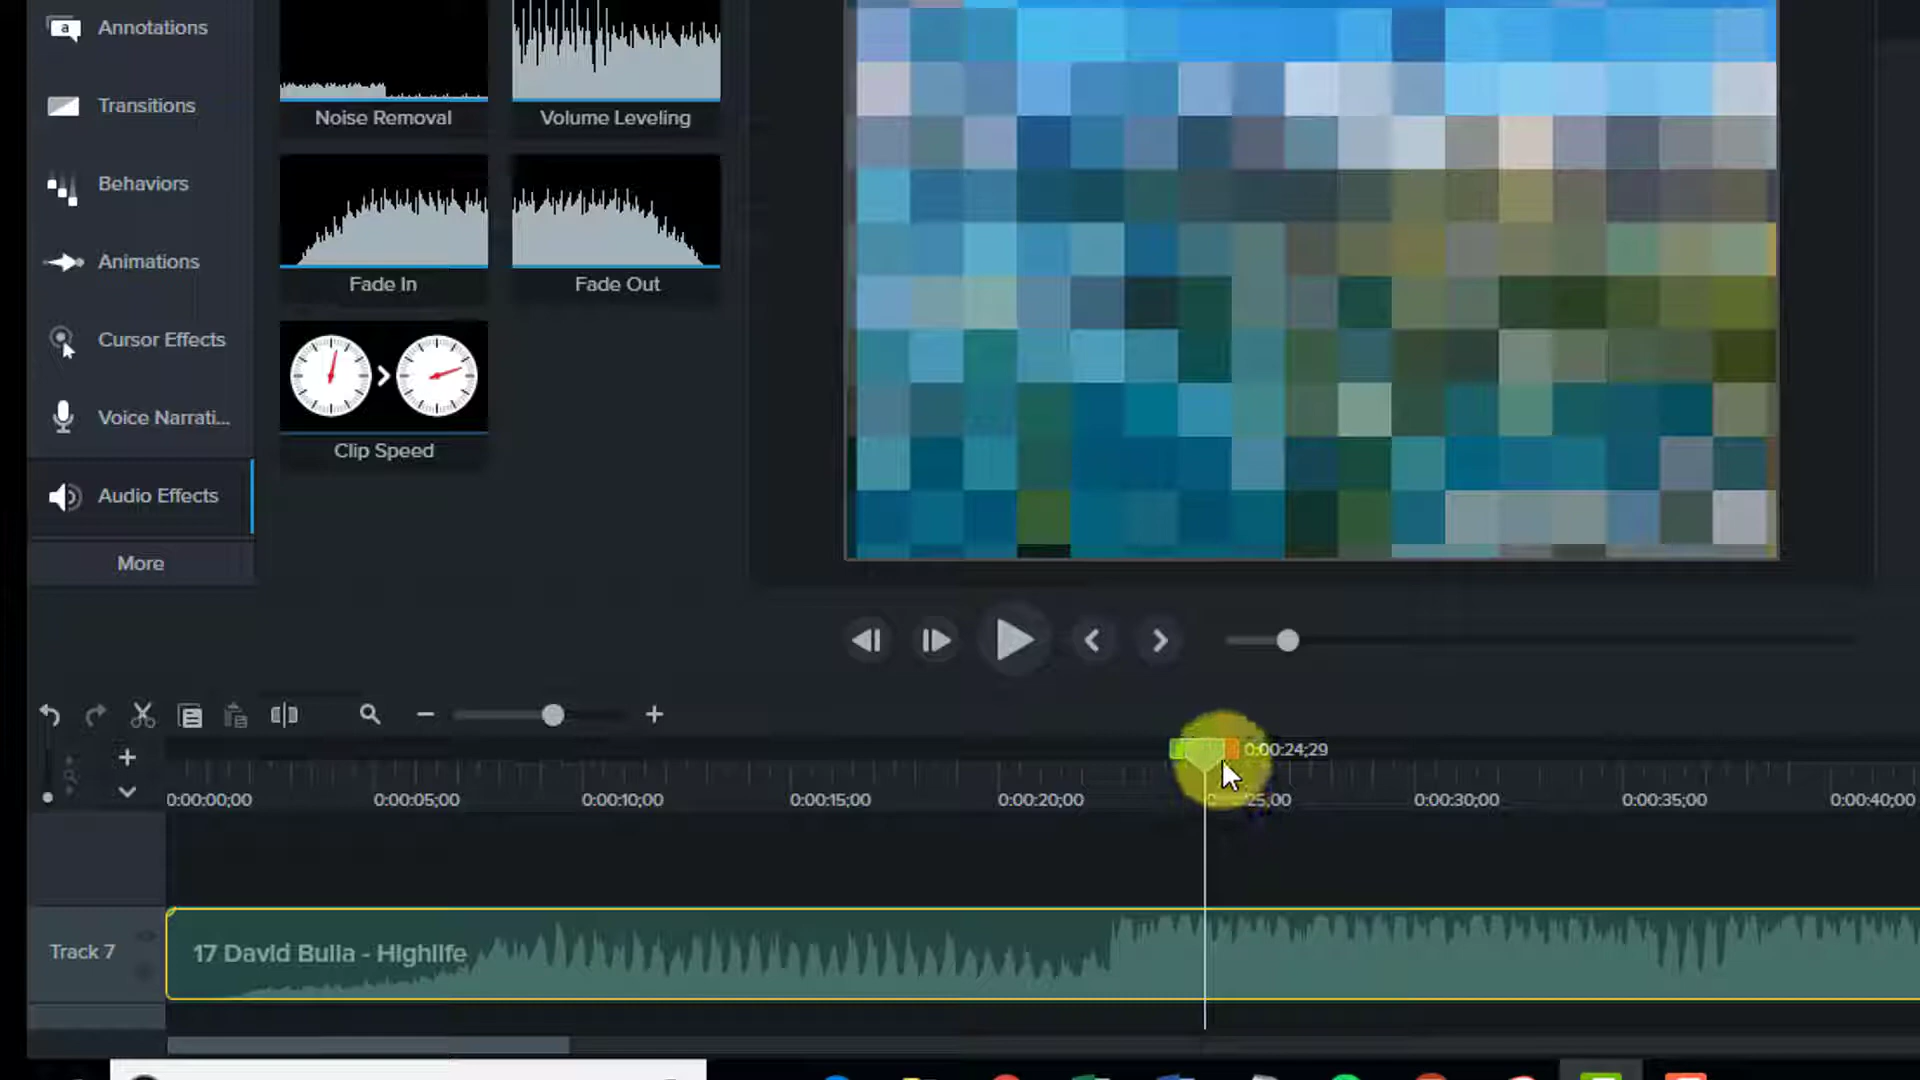 Annotations
Transitions
Behaviors
Animations
Cursor Effects
Voice Narrati...
Audio Effects
More
Noise Removal
Volume Leveling
Fade In
Fade Out
Clip Speed
0:00:24;29
0:00:00;00
0:00:05;00
0:00:10;00
0:00:15;00
0:00:20;00
25;00
0:00:30;00
0:00:35;00
0:00:40;00
Track 7
17 David Bulla - Highlife